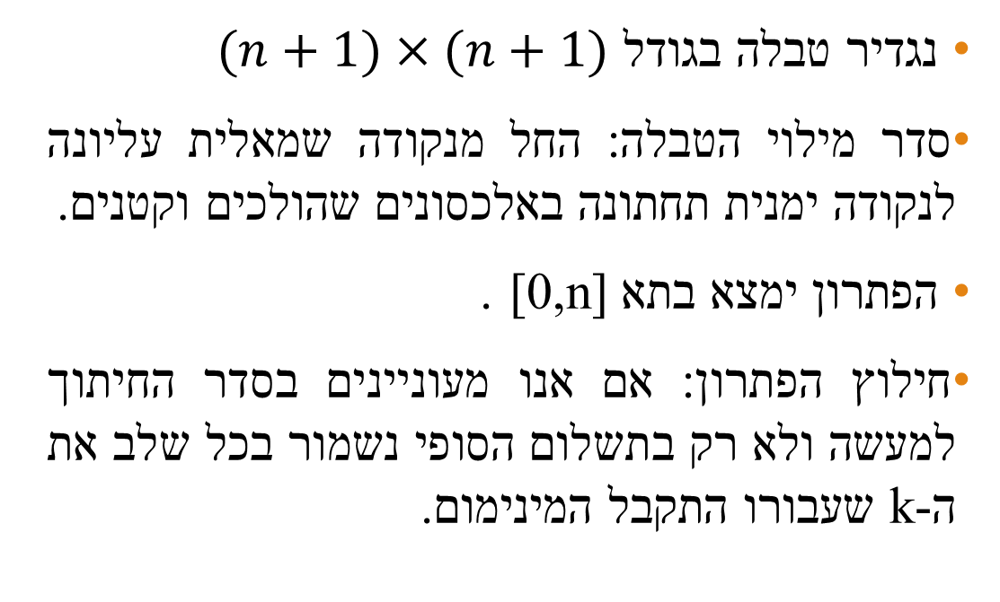 • נגדיר טבלה בגודל (n + 1) × (n + 1)
•סדר מילוי הטבלה: החל מנקודה שמאלית עליונה
לנקודה ימנית תחתונה באלכסונים שהולכים וקטנים.
• הפתרון ימצא בתא [0,n] .
•חילוץ הפתרון: אם אנו מעוניינים בסדר החיתוך
למעשה ולא רק בתשלום הסופי נשמור בכל שלב את
ה-k שעבורו התקבל המינימום.